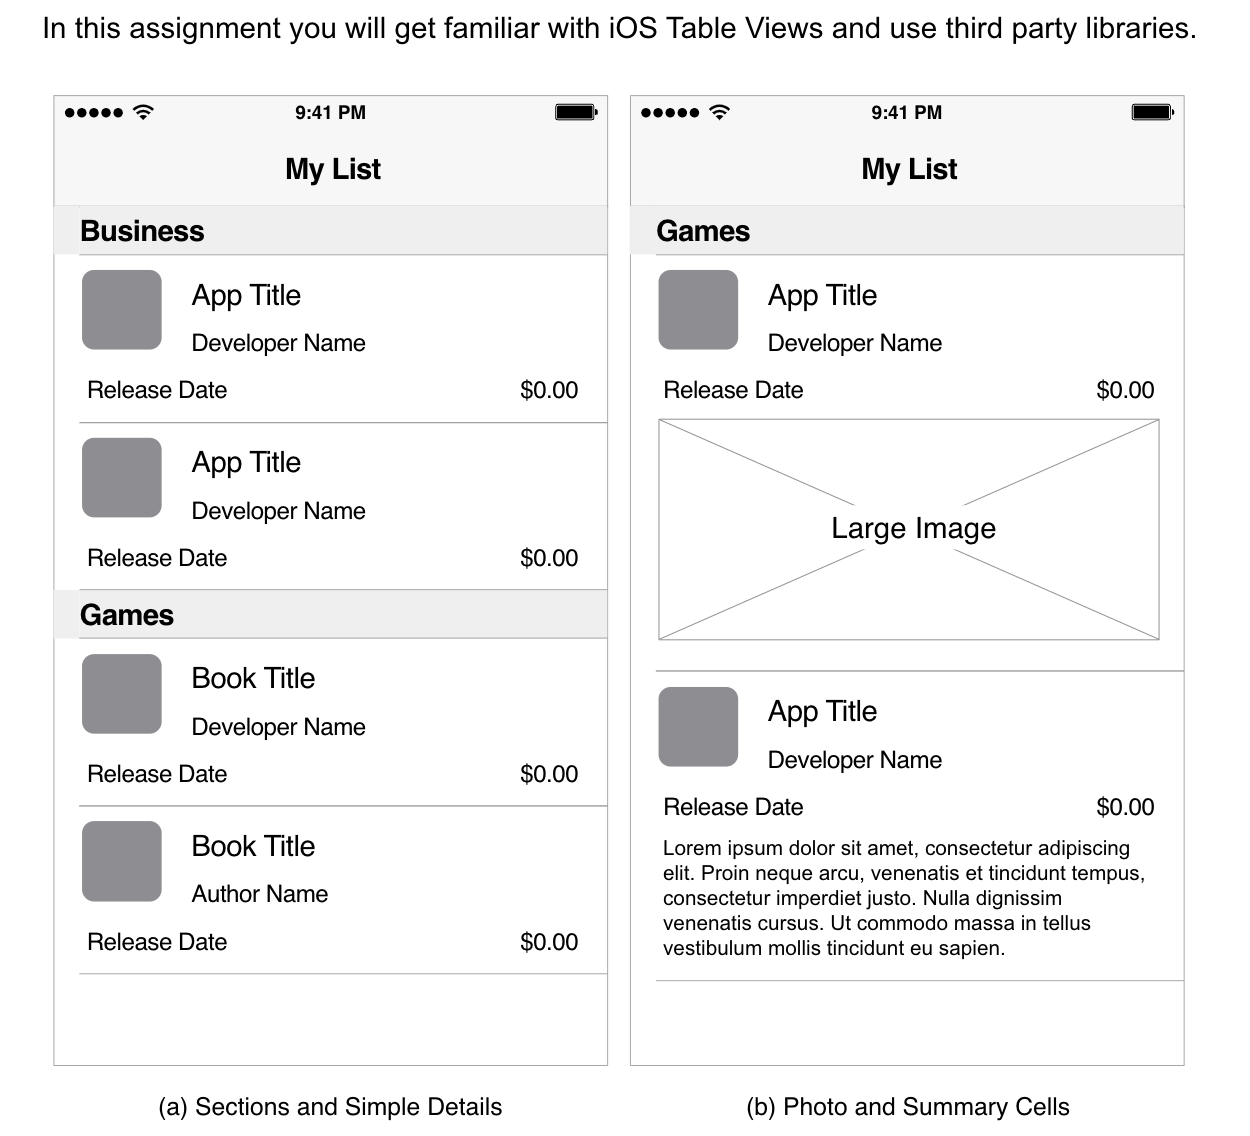 In this assignment you will get familiar with iOS Table Views and use third party libraries.
9:41 PM
My List
Business
App Title
Developer Name
Release Date $0.00
App Title
Developer Name
Release Date $0.00
Games
Book Title
Developer Name
Release Date $0.00
Book Title
Author Name
Release Date $0.00
(a) Sections and Simple Details
9:41 PM
My List
Games
App Title
Developer Name
Release Date $0.00
Large Image
App Title
Developer Name
Release Date $0.00
Lorem ipsum dolor sit amet, consectetur adipiscing
elit. Proin neque arcu, venenatis et tincidunt tempus,
consectetur imperdiet justo. Nulla dignissim
venenatis cursus. Ut commodo massa in tellus
vestibulum mollis tincidunt eu sapien.
(b) Photo and Summary Cells